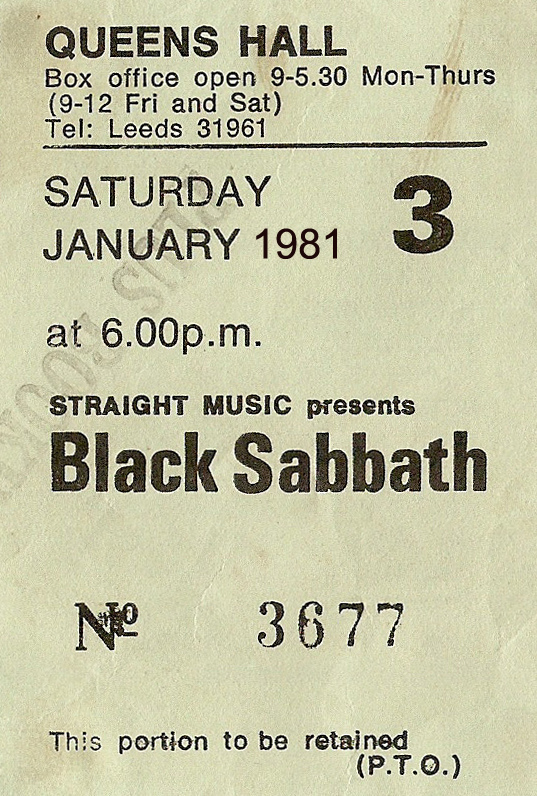 QUEENS HALL
Box office open 9-5.30 Mon-Thurs
(9-12 Fri and Sat)
Tel: Leeds 31961
SATURDAY 3
JANUARY 1981
at 6.00p.m.
STRAIGHT MUSIC presents
Black Sabbath
Nº 3677
This portion to be retained
(P.T.O.)